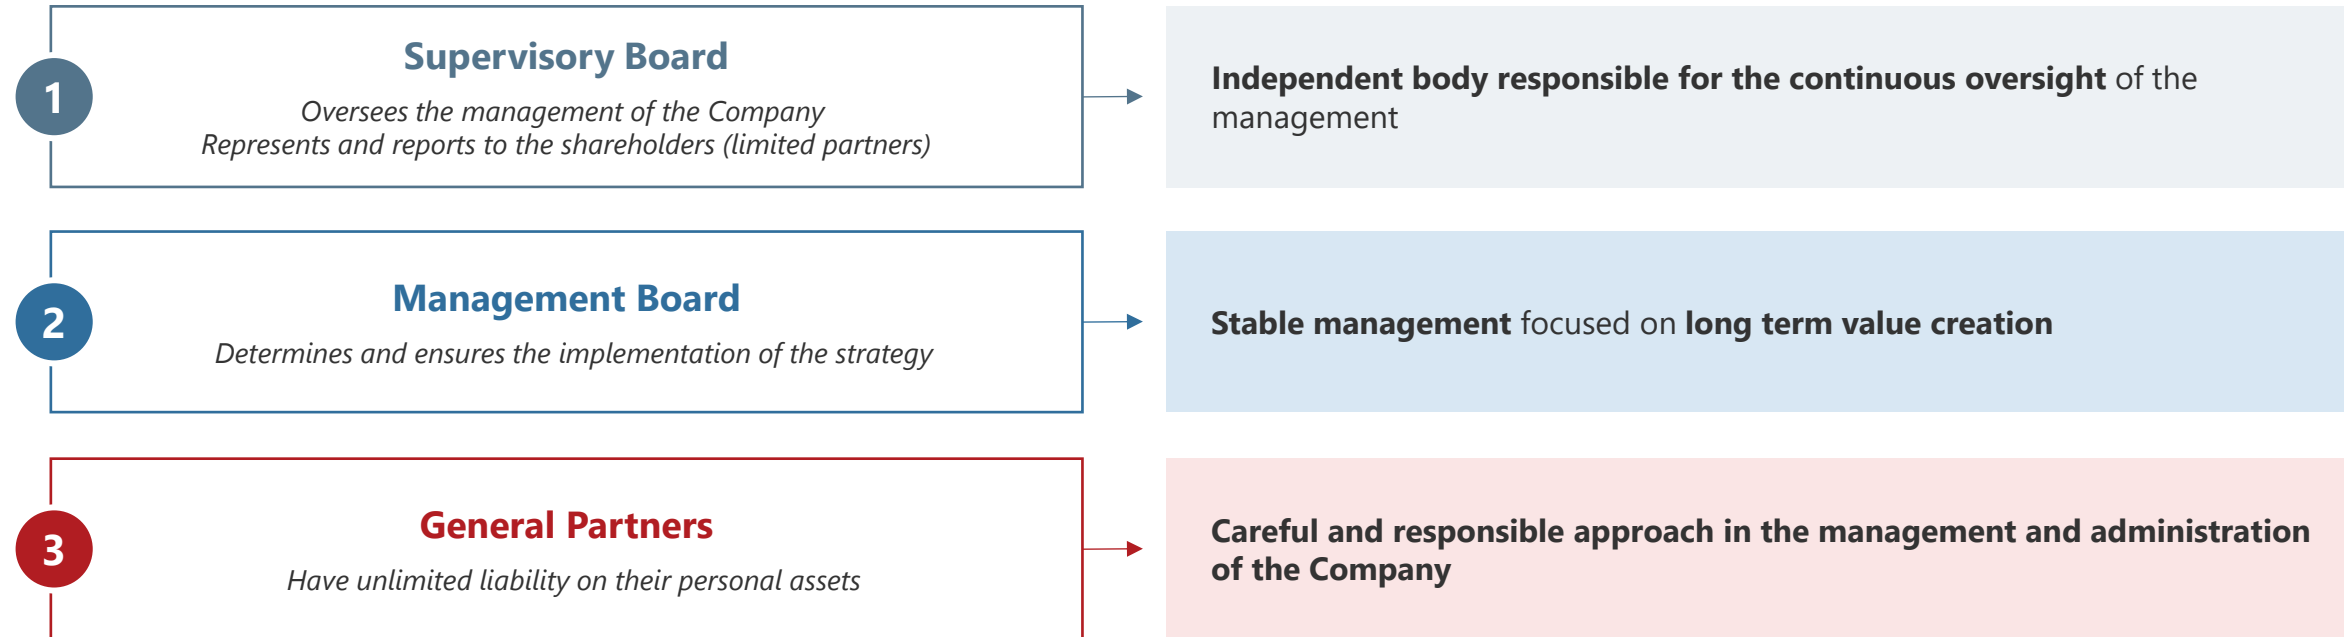 1
Supervisory Board
Oversees the management of the Company
Represents and reports to the shareholders (limited partners)
Independent body responsible for the continuous oversight of the
management
2
Management Board
Determines and ensures the implementation of the strategy
Stable management focused on long term value creation
3
General Partners
Have unlimited liability on their personal assets
Careful and responsible approach in the management and administration
of the Company